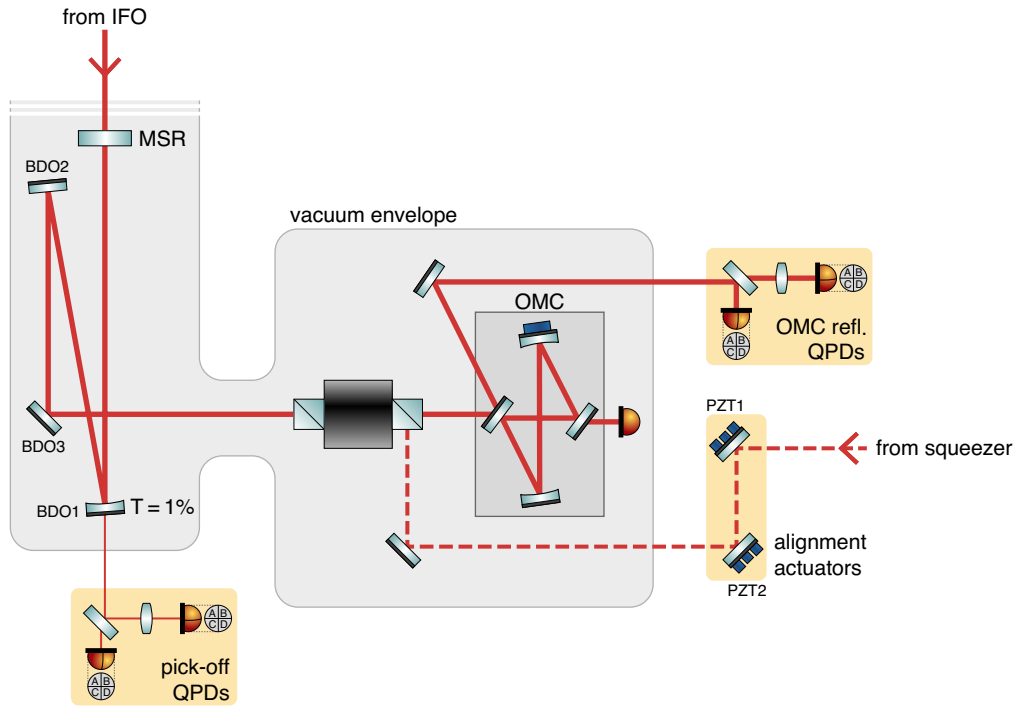 from IFO
MSR
BDO2
vacuum envelope
OMC
A B
C D
A B
C D
OMC refl.
QPDs
BDO3
PZT1
from squeezer
BDO1
T = 1%
alignment
actuators
PZT2
A B
C D
A B
C D
pick-off
QPDs